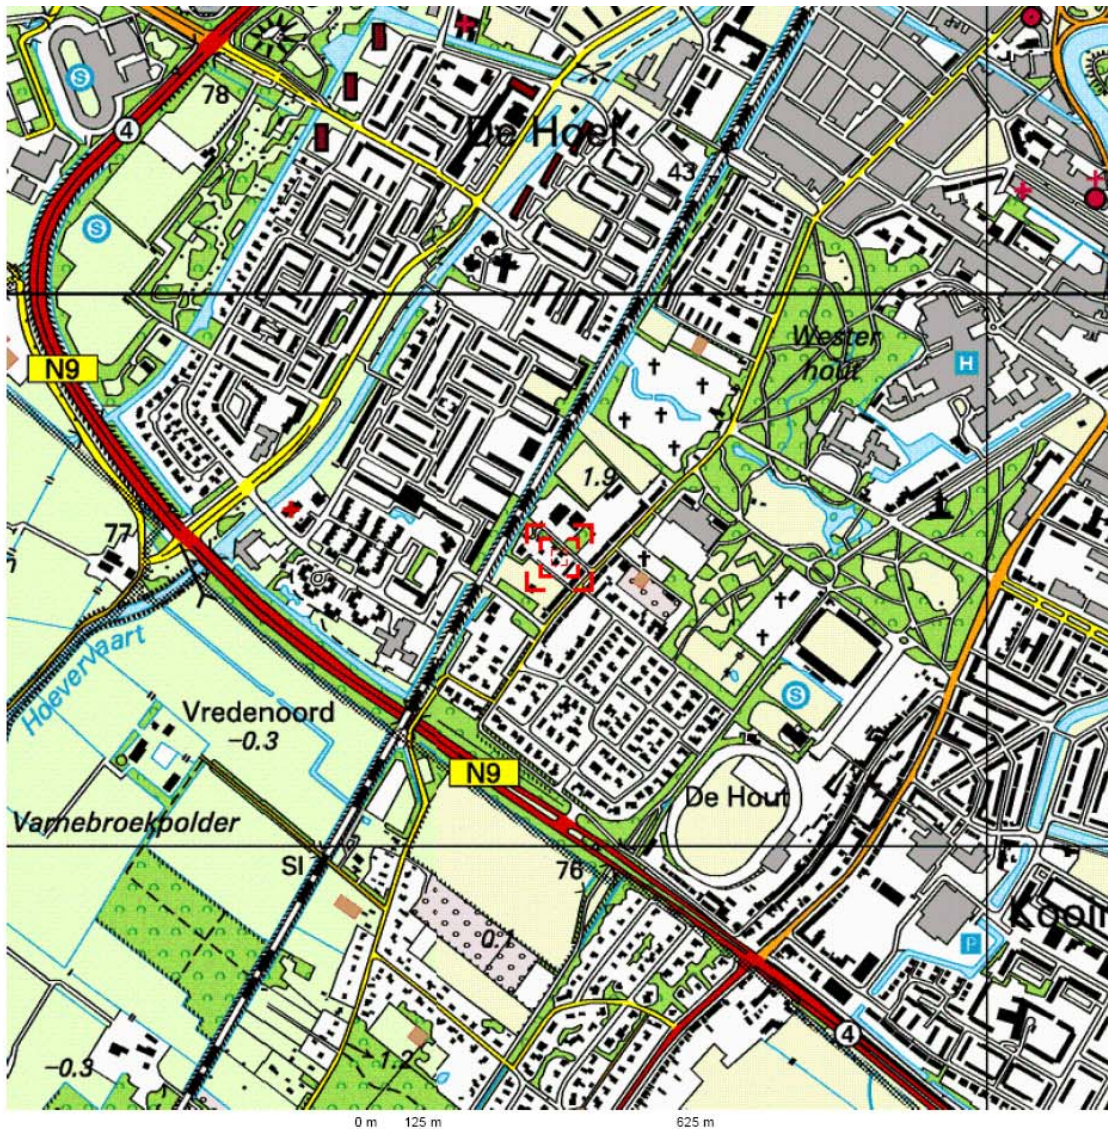 S
78
4
De Hoef
43
S
Wester
hout
N9
H
1.9
77
Hoevervaart
Vredenoord
−0.3
S
N9
De Hout
Varnebroekpolder
Sl
76
Kooi
0.1
P
4
−0.3
1.2
0 m 125 m 625 m